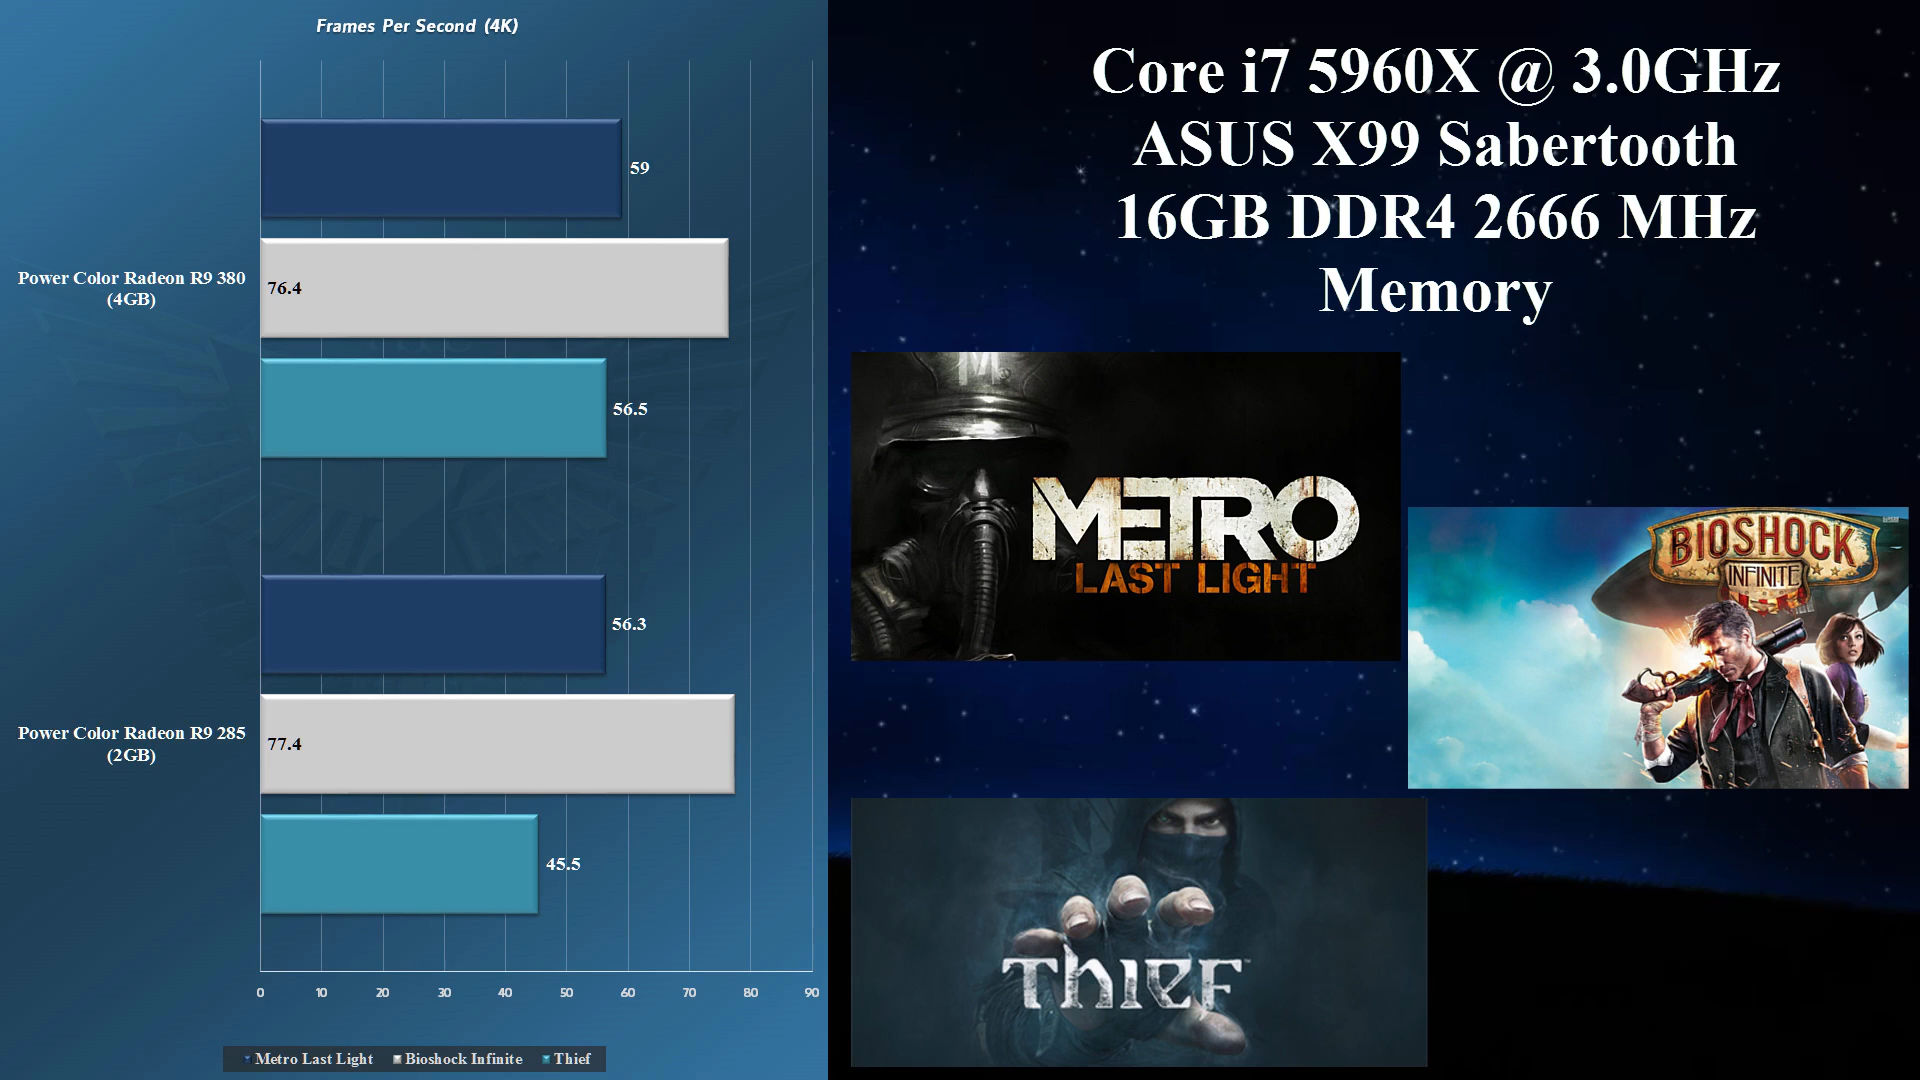 Frames Per Second (4K)
59
Power Color Radeon R9 380
(4GB)
76.4
56.5
56.3
Power Color Radeon R9 285
(2GB)
77.4
45.5
0 10 20 30 40 50 60 70 80 90
Metro Last Light Bioshock Infinite Thief
Core i7 5960X @ 3.0GHz
ASUS X99 Sabertooth
16GB DDR4 2666 MHz
Memory
METRO
LAST LIGHT
BIOSHOCK
INFINITE
THIEF